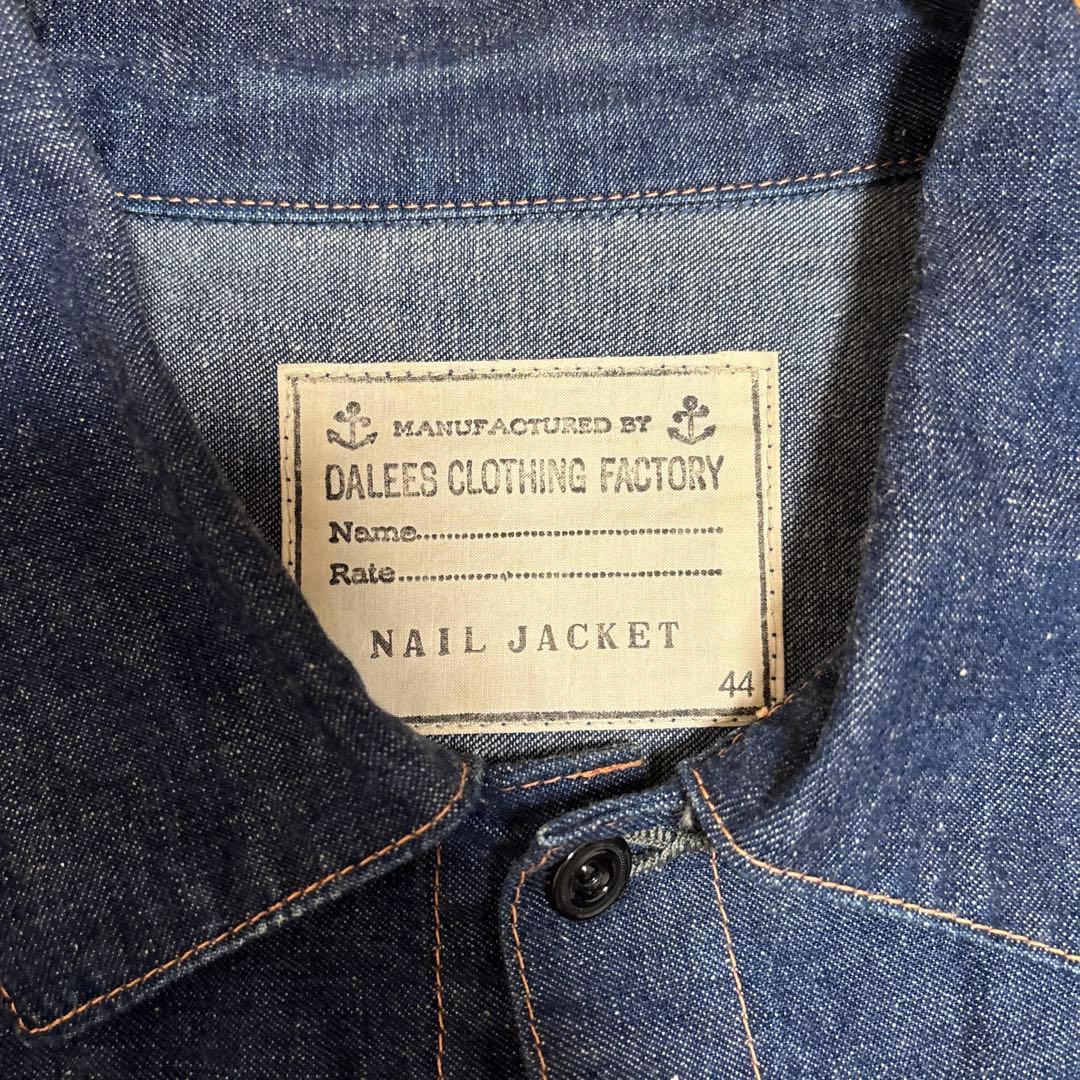 MANUFACTURED BY
DALEES CLOTHING FACTORY
Name........................................
Rate..........................................
NAIL JACKET
44